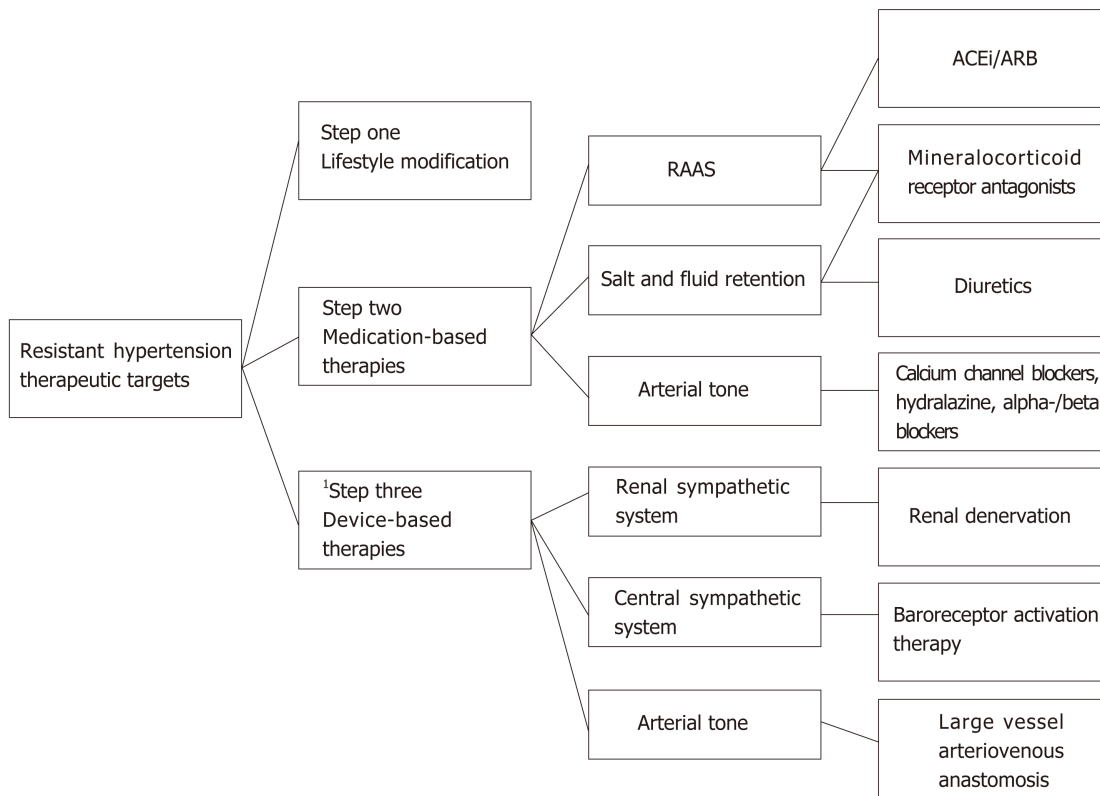 Resistant hypertension
therapeutic targets
Step one
Lifestyle modification
Step two
Medication-based
therapies
¹Step three
Device-based
therapies
RAAS
Salt and fluid retention
Arterial tone
Renal sympathetic
system
Central sympathetic
system
Arterial tone
ACEi/ARB
Mineralocorticoid
receptor antagonists
Diuretics
Calcium channel blockers,
hydralazine, alpha-/beta
blockers
Renal denervation
Baroreceptor activation
therapy
Large vessel
arteriovenous
anastomosis